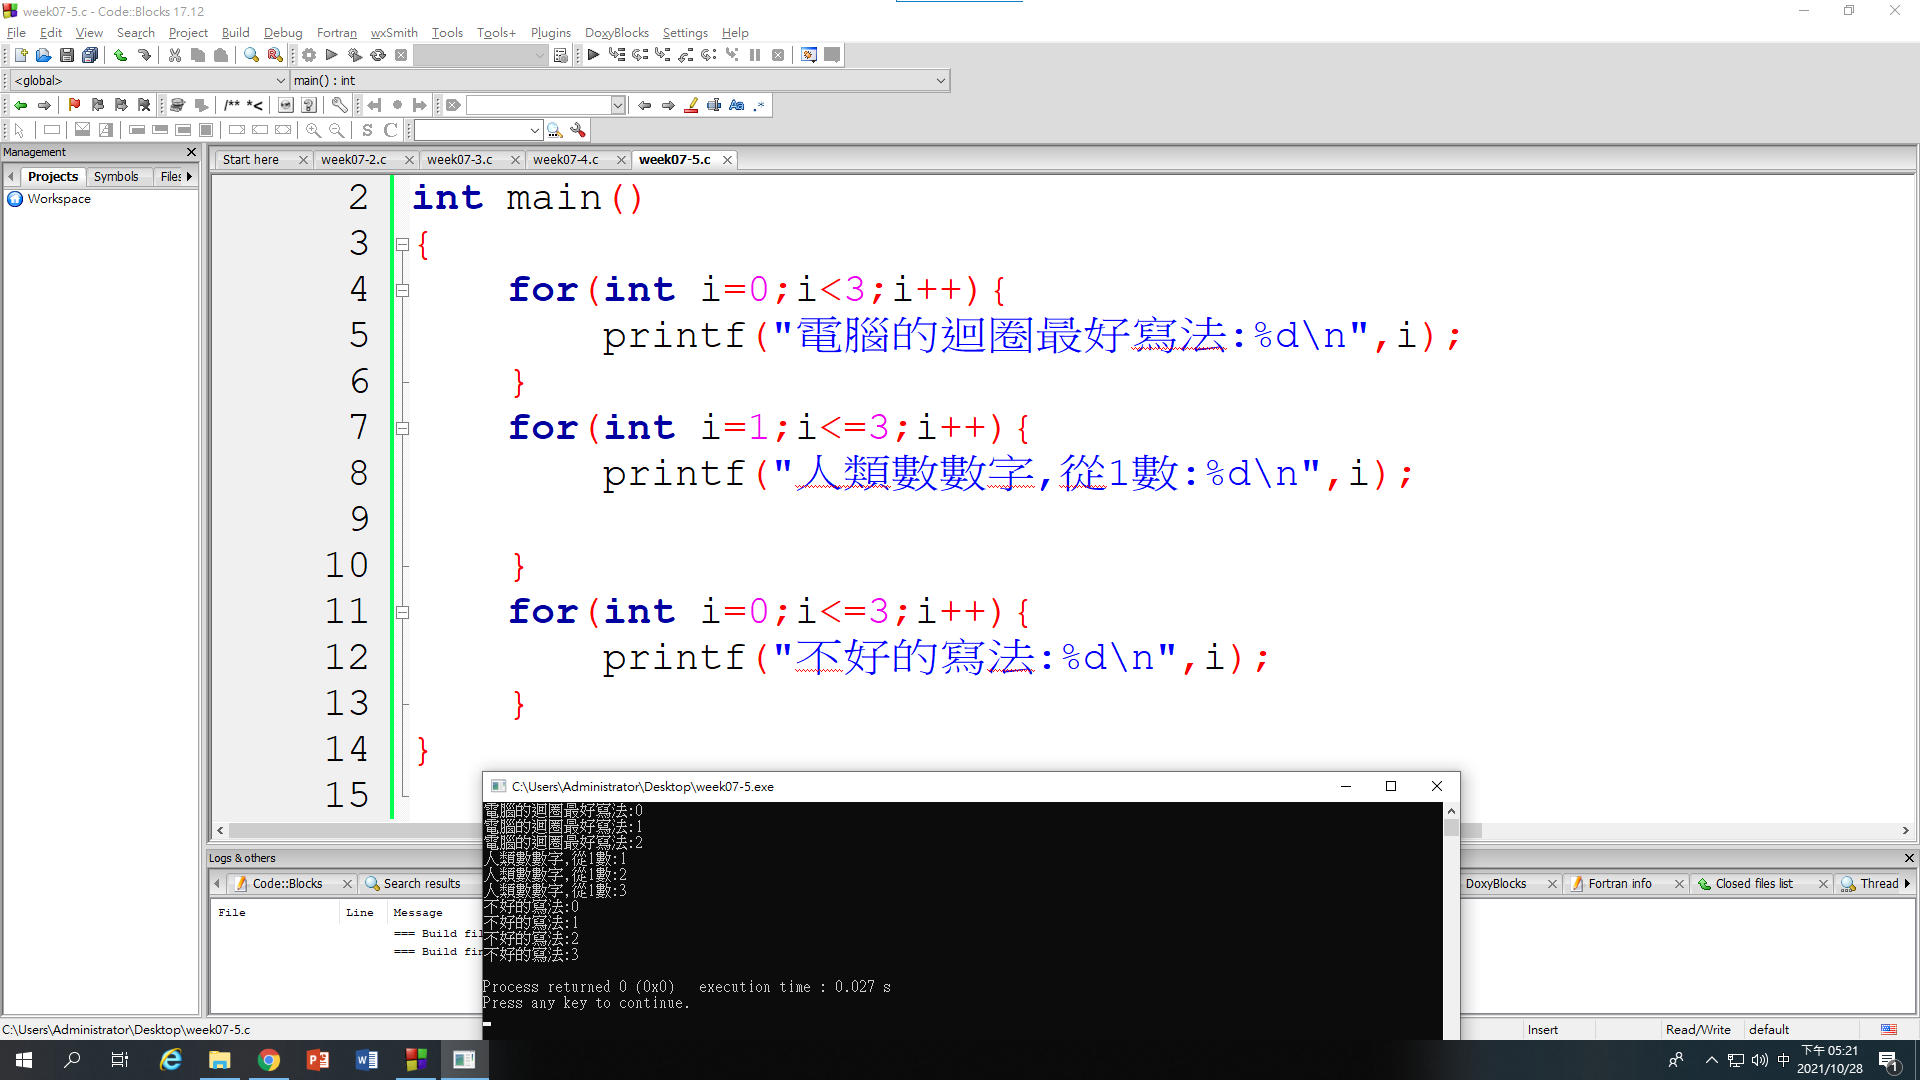 week07-5.c - Code::Blocks 17.12
File Edit View Search Project Build Debug Fortran wxSmith Tools Tools+ Plugins DoxyBlocks Settings Help
<global> main() : int
/** *<
S C
Management
Start here week07-2.c week07-3.c week07-4.c week07-5.c
Projects Symbols Files
Workspace
2 int main()
3 {
4 for(int i=0;i<3;i++){
5 printf("電腦的迴圈最好寫法:%d\n",i);
6 }
7 for(int i=1;i<=3;i++){
8 printf("人類數數字,從1數:%d\n",i);
9
10 }
11 for(int i=0;i<=3;i++){
12 printf("不好的寫法:%d\n",i);
13 }
14 }
15
C:\Users\Administrator\Desktop\week07-5.exe
電腦的迴圈最好寫法:0
電腦的迴圈最好寫法:1
電腦的迴圈最好寫法:2
人類數數字,從1數:1
人類數數字,從1數:2
人類數數字,從1數:3
不好的寫法:0
不好的寫法:1
不好的寫法:2
不好的寫法:3
Process returned 0 (0x0) execution time : 0.027 s
Press any key to continue.
Logs & others
Code::Blocks Search results DoxyBlocks Fortran info Closed files list Thread
File Line Message
=== Build fil
=== Build fin
C:\Users\Administrator\Desktop\week07-5.c Insert Read/Write default
中 下午 05:21
2021/10/28
1